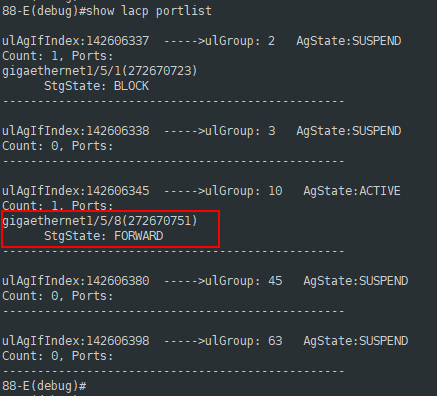 88-E(debug)#show lacp portlist
ulAgIfIndex:142606337 ----->ulGroup: 2 AgState:SUSPEND
Count: 1, Ports:
gigaethernet1/5/1(272670723)
StgState: BLOCK
----------------------------------------------
ulAgIfIndex:142606338 ----->ulGroup: 3 AgState:SUSPEND
Count: 0, Ports:
----------------------------------------------
ulAgIfIndex:142606345 ----->ulGroup: 10 AgState:ACTIVE
Count: 1, Ports:
gigaethernet1/5/8(272670751)
StgState: FORWARD
----------------------------------------------
ulAgIfIndex:142606380 ----->ulGroup: 45 AgState:SUSPEND
Count: 0, Ports:
----------------------------------------------
ulAgIfIndex:142606398 ----->ulGroup: 63 AgState:SUSPEND
Count: 0, Ports:
----------------------------------------------
88-E(debug)#